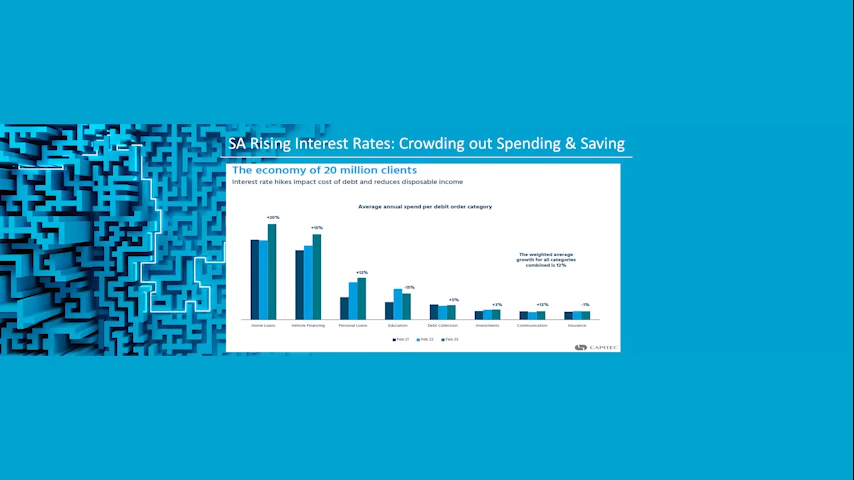 SA Rising Interest Rates: Crowding out Spending & Saving
The economy of 20 million clients
Interest rate hikes impact cost of debt and reduces disposable income
Average annual spend per debit order category
+20%
+15%
+12%
-10%
+5%
+3%
+12%
-1%
The weighted average
growth for all categories
combined is 12%
Home Loans
Vehicle Financing
Personal Loans
Education
Debt Collection
Investments
Communication
Insurance
Feb 21
Feb 22
Feb 23
CAPITEC